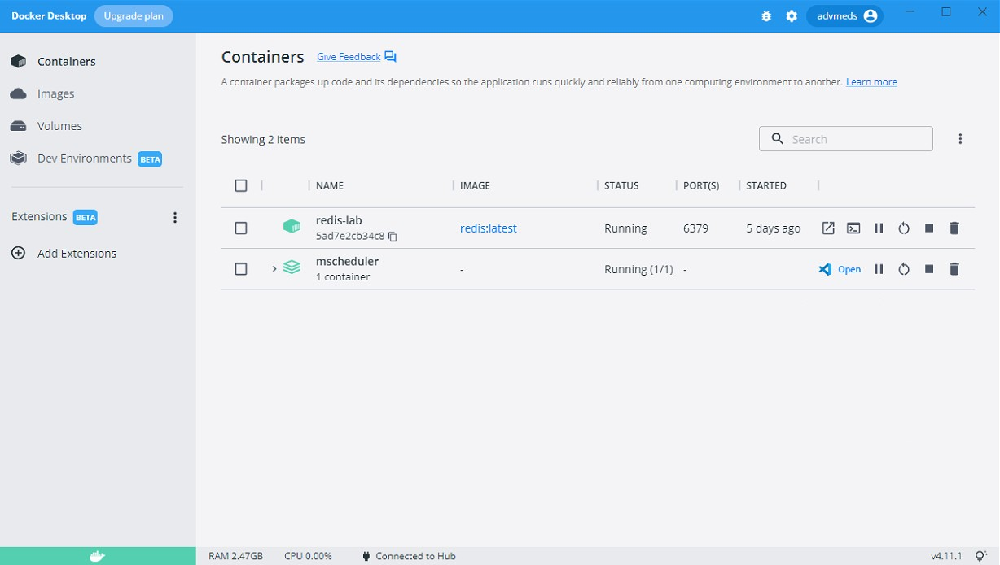 Docker Desktop Upgrade plan advmeds
Containers
Images
Volumes
Dev Environments BETA
Extensions BETA
Add Extensions
Containers Give Feedback
A container packages up code and its dependencies so the application runs quickly and reliably from one computing environment to another. Learn more
Showing 2 items Search
NAME IMAGE STATUS PORT(S) STARTED
redis-lab
5ad7e2cb34c8 redis:latest Running 6379 5 days ago
mscheduler
1 container - Running (1/1) - Open
RAM 2.47GB CPU 0.00% Connected to Hub v4.11.1